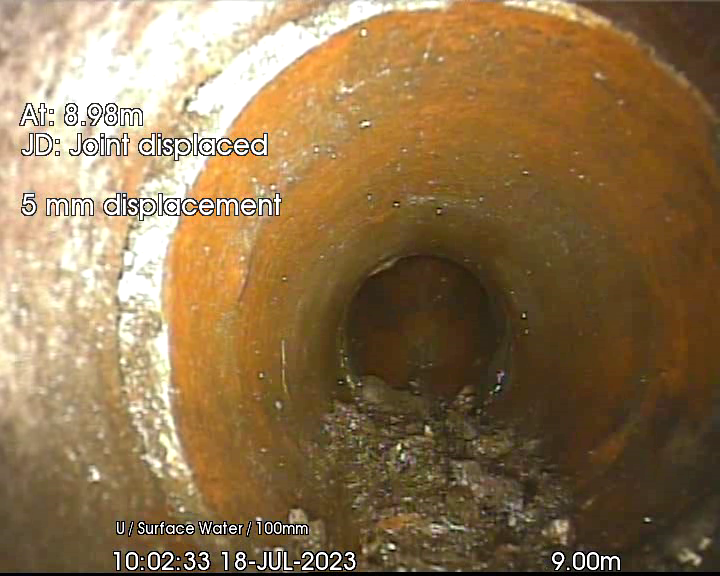 At: 8.98m
JD: Joint displaced
5 mm displacement
U / Surface Water / 100mm
10:02:33 18-JUL-2023
9.00m